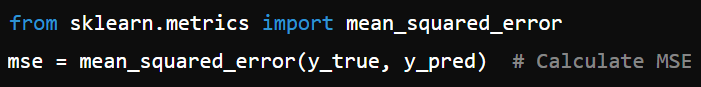 from sklearn.metrics import mean_squared_error
mse = mean_squared_error(y_true, y_pred)  # Calculate MSE